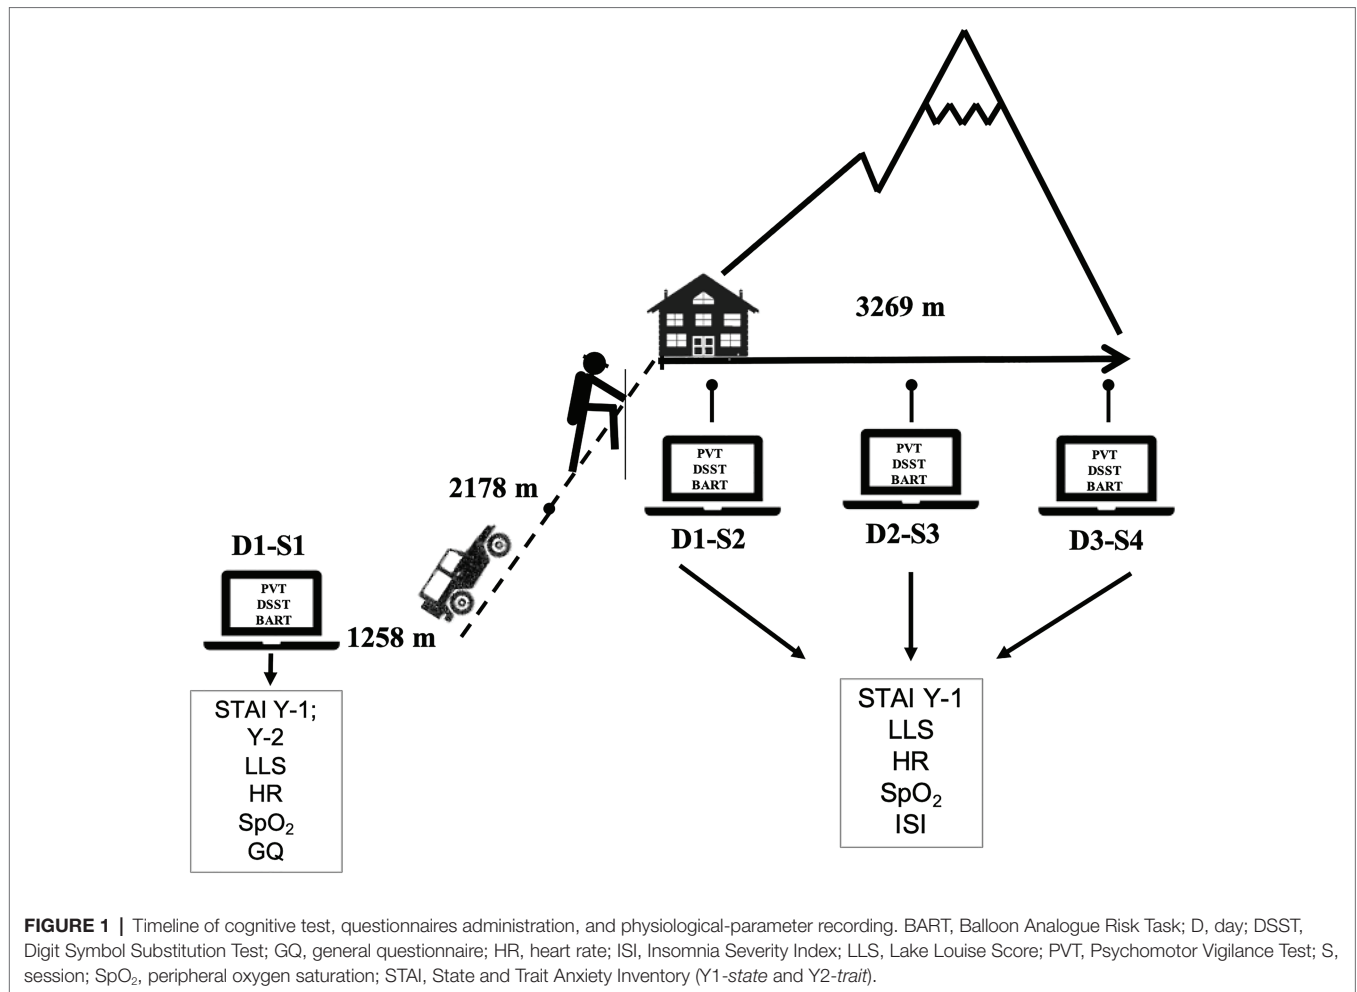 3269 m
PVT
DSST
BART
D1-S2
PVT
DSST
BART
D2-S3
PVT
DSST
BART
D3-S4
2178 m
D1-S1
PVT
DSST
BART
1258 m
STAI Y-1;
Y-2
LLS
HR
SpO₂
GQ
STAI Y-1
LLS
HR
SpO₂
ISI
FIGURE 1 | Timeline of cognitive test, questionnaires administration, and physiological-parameter recording. BART, Balloon Analogue Risk Task; D, day; DSST,
Digit Symbol Substitution Test; GQ, general questionnaire; HR, heart rate; ISI, Insomnia Severity Index; LLS, Lake Louise Score; PVT, Psychomotor Vigilance Test; S,
session; SpO₂, peripheral oxygen saturation; STAI, State and Trait Anxiety Inventory (Y1-state and Y2-trait).